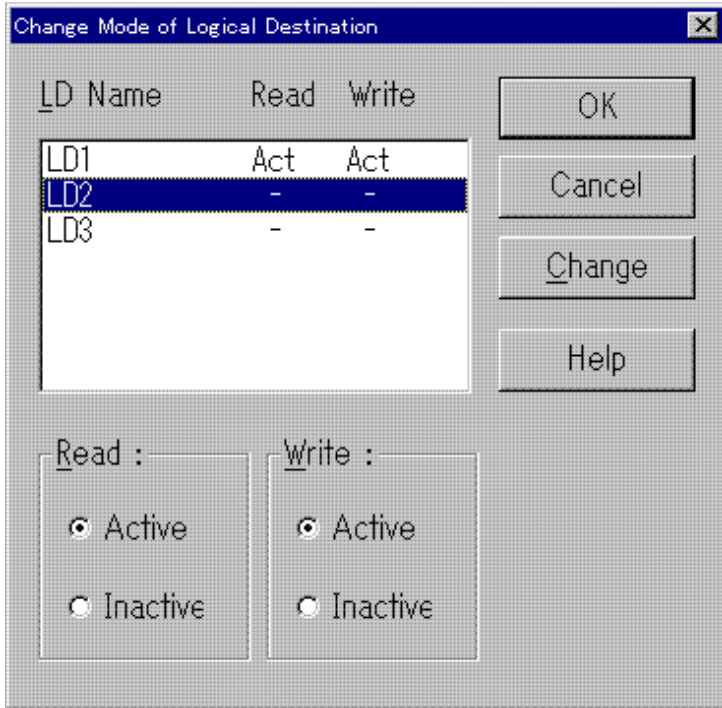 Change Mode of Logical Destination
LD Name Read Write
LD1 Act Act
LD2 - -
LD3 - -
OK
Cancel
Change
Help
Read :
Active
Inactive
Write :
Active
Inactive